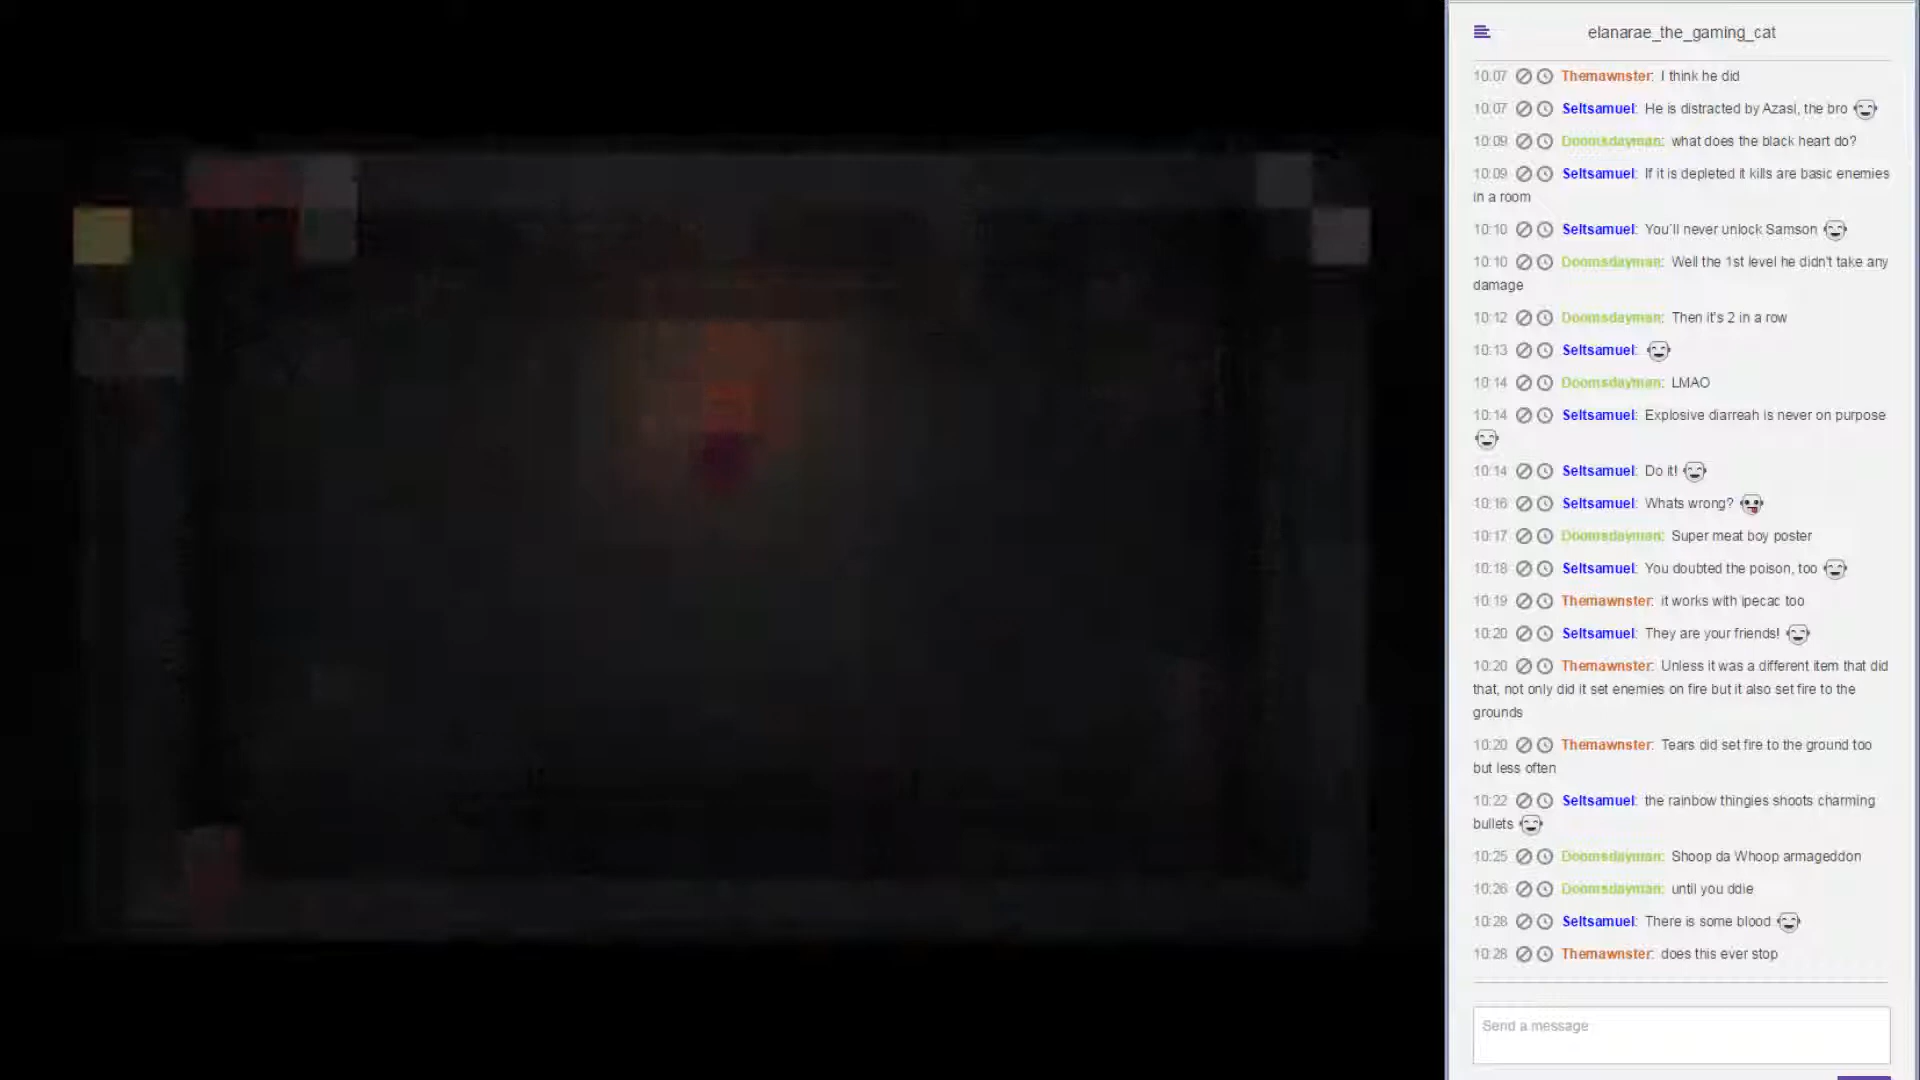 elanarae_the_gaming_cat
10:07 Themawnster: I think he did
10:07 Seltsamuel: He is distracted by Azasl, the bro
10:09 Doomsdayman: what does the black heart do?
10:09 Seltsamuel: If it is depleted it kills are basic enemies
in a room
10:10 Seltsamuel: You'll never unlock Samson
10:10 Doomsdayman: Well the 1st level he didn't take any
damage
10:12 Doomsdayman: Then it's 2 in a row
10:13 Seltsamuel:
10:14 Doomsdayman: LMAO
10:14 Seltsamuel: Explosive diarreah is never on purpose
10:14 Seltsamuel: Do it!
10:16 Seltsamuel: Whats wrong?
10:17 Doomsdayman: Super meat boy poster
10:18 Seltsamuel: You doubted the poison, too
10:19 Themawnster: it works with ipecac too
10:20 Seltsamuel: They are your friends!
10:20 Themawnster: Unless it was a different item that did
that, not only did it set enemies on fire but it also set fire to the
grounds
10:20 Themawnster: Tears did set fire to the ground too
but less often
10:22 Seltsamuel: the rainbow thingies shoots charming
bullets
10:25 Doomsdayman: Shoop da Whoop armageddon
10:26 Doomsdayman: until you ddie
10:28 Seltsamuel: There is some blood
10:28 Themawnster: does this ever stop
Send a message